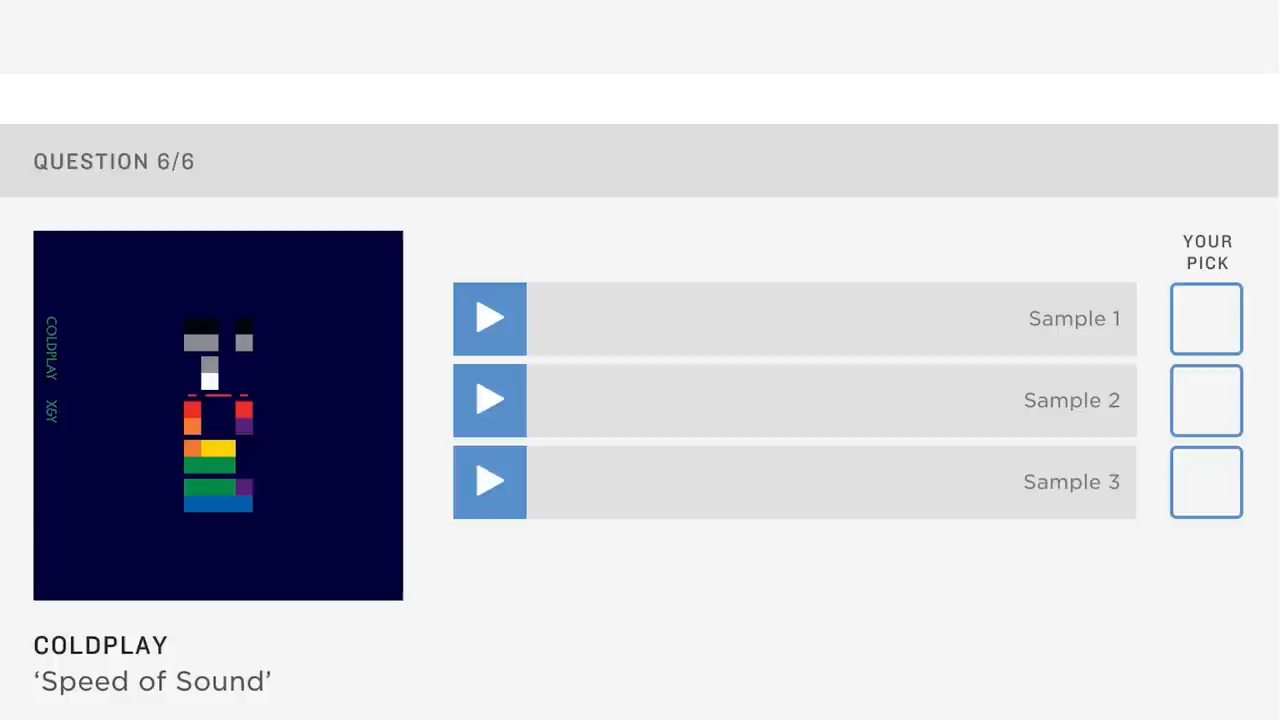 QUESTION 6/6
COLDPLAY X&Y
YOUR
PICK
Sample 1
Sample 2
Sample 3
COLDPLAY
‘Speed of Sound’